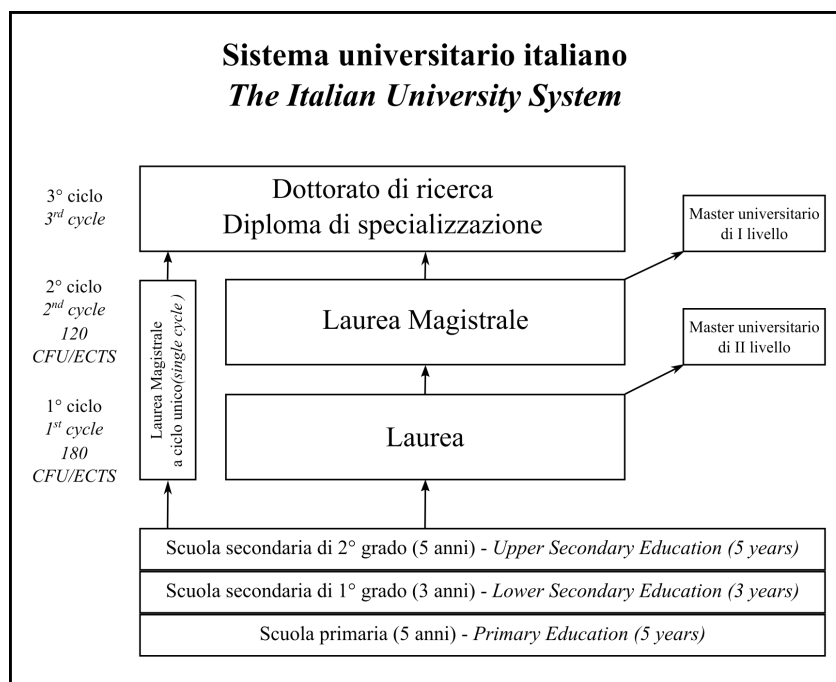 Sistema universitario italiano
The Italian University System
3° ciclo
3rd cycle
Dottorato di ricerca
Diploma di specializzazione
Master universitario
di I livello
2° ciclo
2nd cycle
120
CFU/ECTS
Laurea Magistrale
a ciclo unico(single cycle )
Laurea Magistrale
Master universitario
di II livello
1° ciclo
1st cycle
180
CFU/ECTS
Laurea
Scuola secondaria di 2° grado (5 anni) - Upper Secondary Education (5 years)
Scuola secondaria di 1° grado (3 anni) - Lower Secondary Education (3 years)
Scuola primaria (5 anni) - Primary Education (5 years)